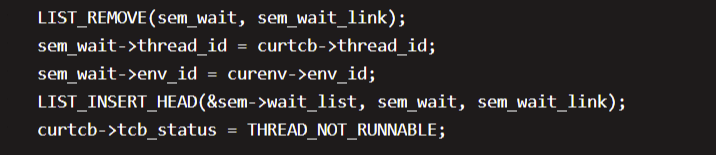 LIST_REMOVE(sem_wait, sem_wait_link);
sem_wait->thread_id = curtcb->thread_id;
sem_wait->env_id = curenv->env_id;
LIST_INSERT_HEAD(&sem->wait_list, sem_wait, sem_wait_link);
curtcb->tcb_status = THREAD_NOT_RUNNABLE;